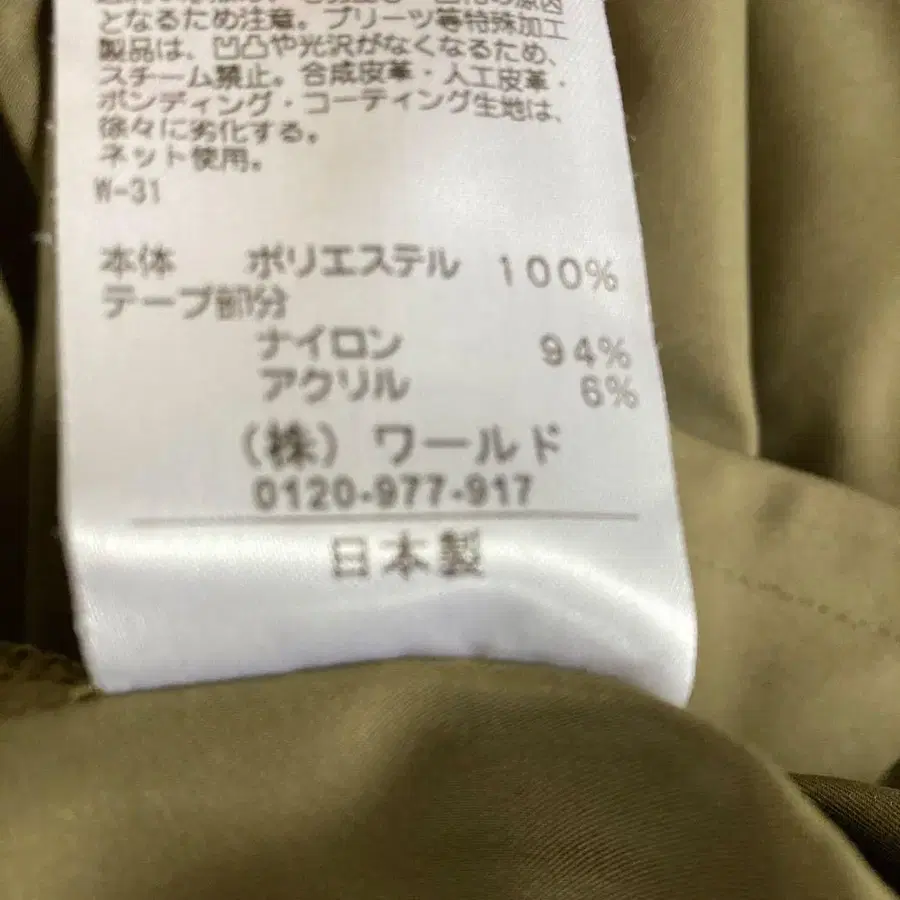 となるため注意。プリーツ等特殊加工
製品は、凹凸や光沢がなくなるため、
スチーム禁止。合成皮革・人工皮革・
ボンディング・コーティング生地は、
徐々に劣化する。
ネット使用。
W-31
本体 ポリエステル 100%
テープ部分
ナイロン 94%
アクリル 6%
(株) ワールド
0120-977-917
日本製